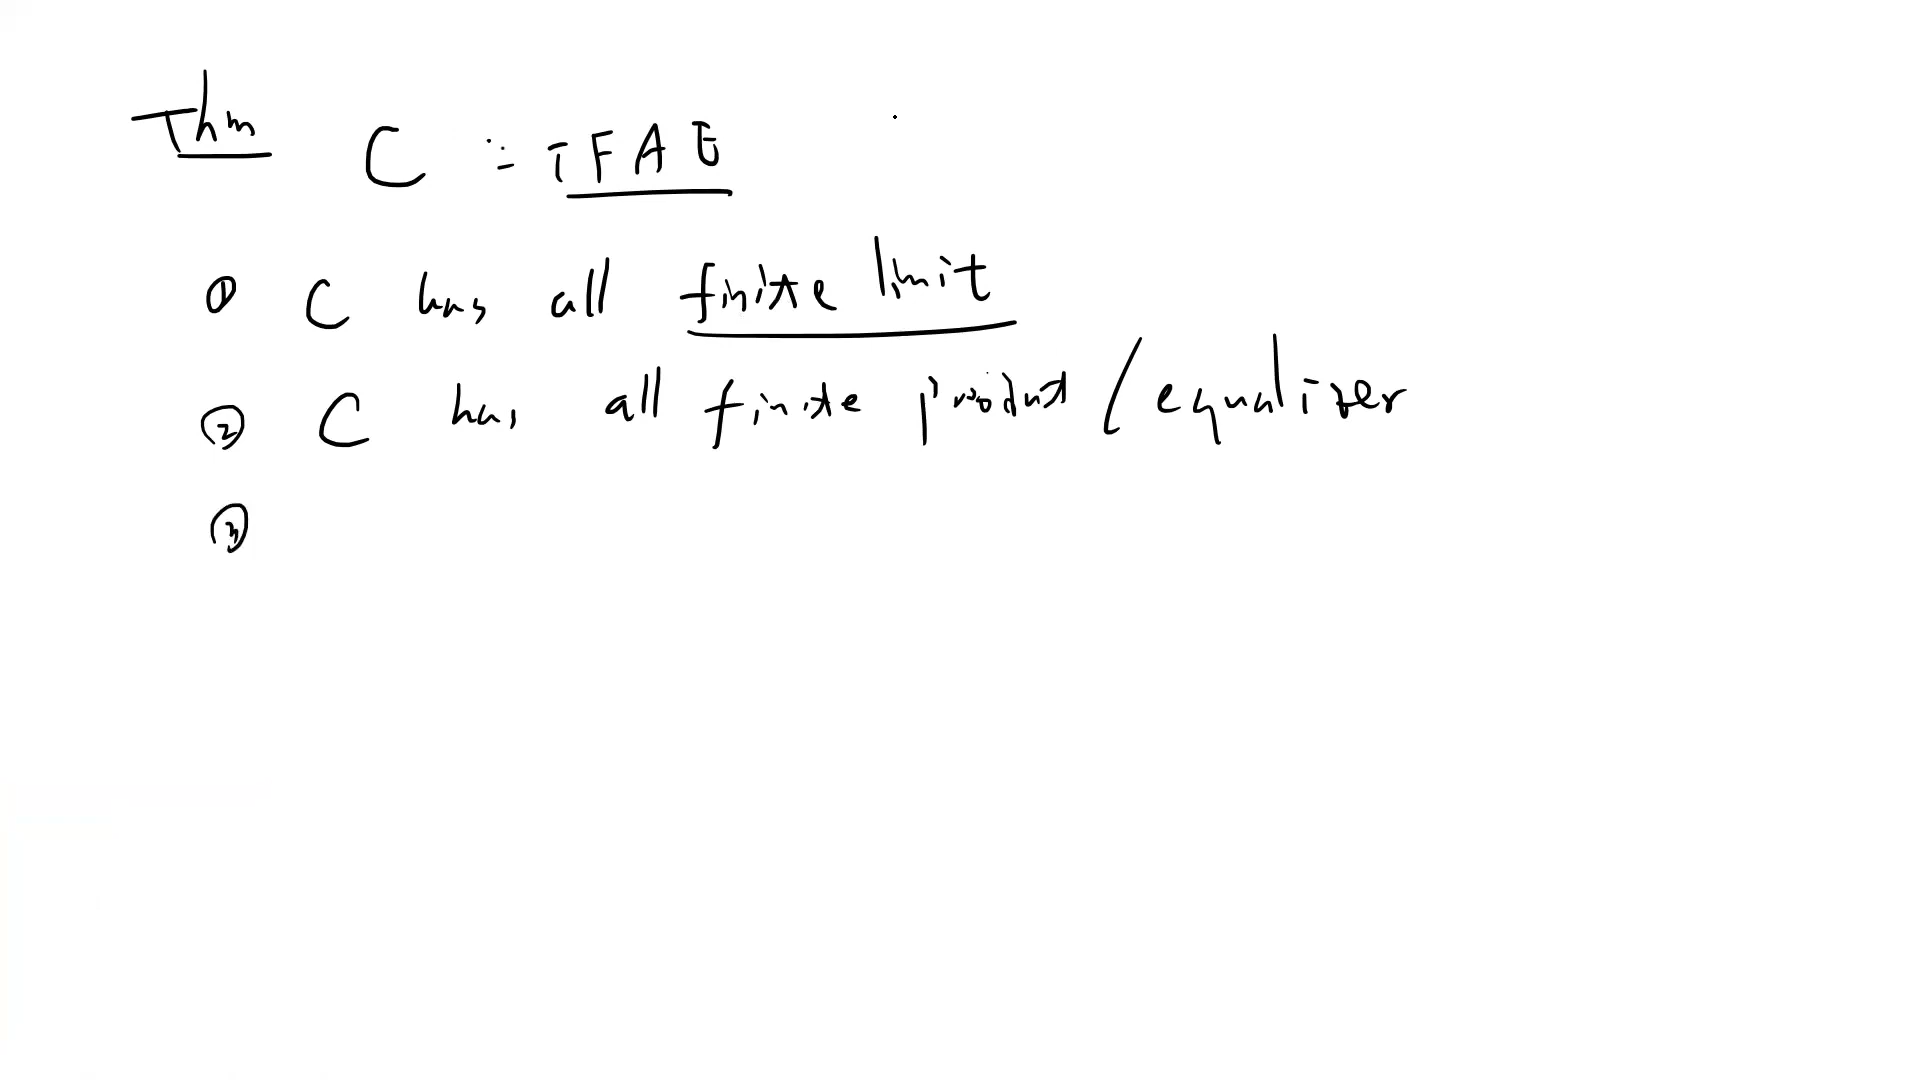 Thm C : TFAE
① C has all finite limit
② C has all finite product / equalizer
③